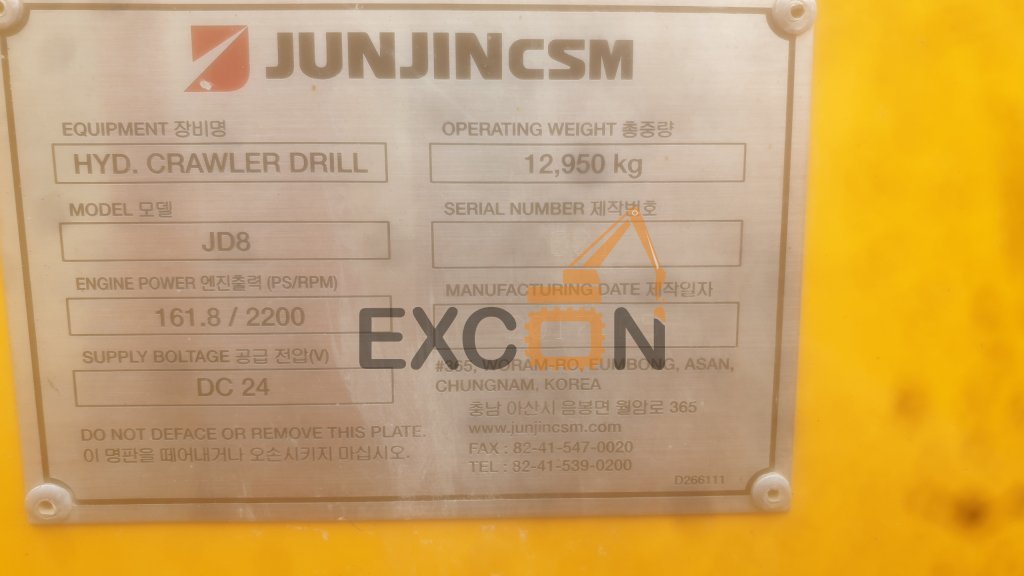 JUNJINCSM
EQUIPMENT 장비명
HYD. CRAWLER DRILL
MODEL 모델
JD8
ENGINE POWER 엔진출력 (PS/RPM)
161.8 / 2200
SUPPLY BOLTAGE 공급 전압(V)
DC 24
DO NOT DEFACE OR REMOVE THIS PLATE.
이 명판을 떼어내거나 오손시키지 마십시오.
OPERATING WEIGHT 총중량
12,950 kg
SERIAL NUMBER 제작번호
MANUFACTURING DATE 제작일자
#365, WORAM-RO, EUMBONG, ASAN,
CHUNGNAM, KOREA
충남 아산시 음봉면 월암로 365
www.junjincsm.com
FAX : 82-41-547-0020
TEL : 82-41-539-0200
D266111
EXCON